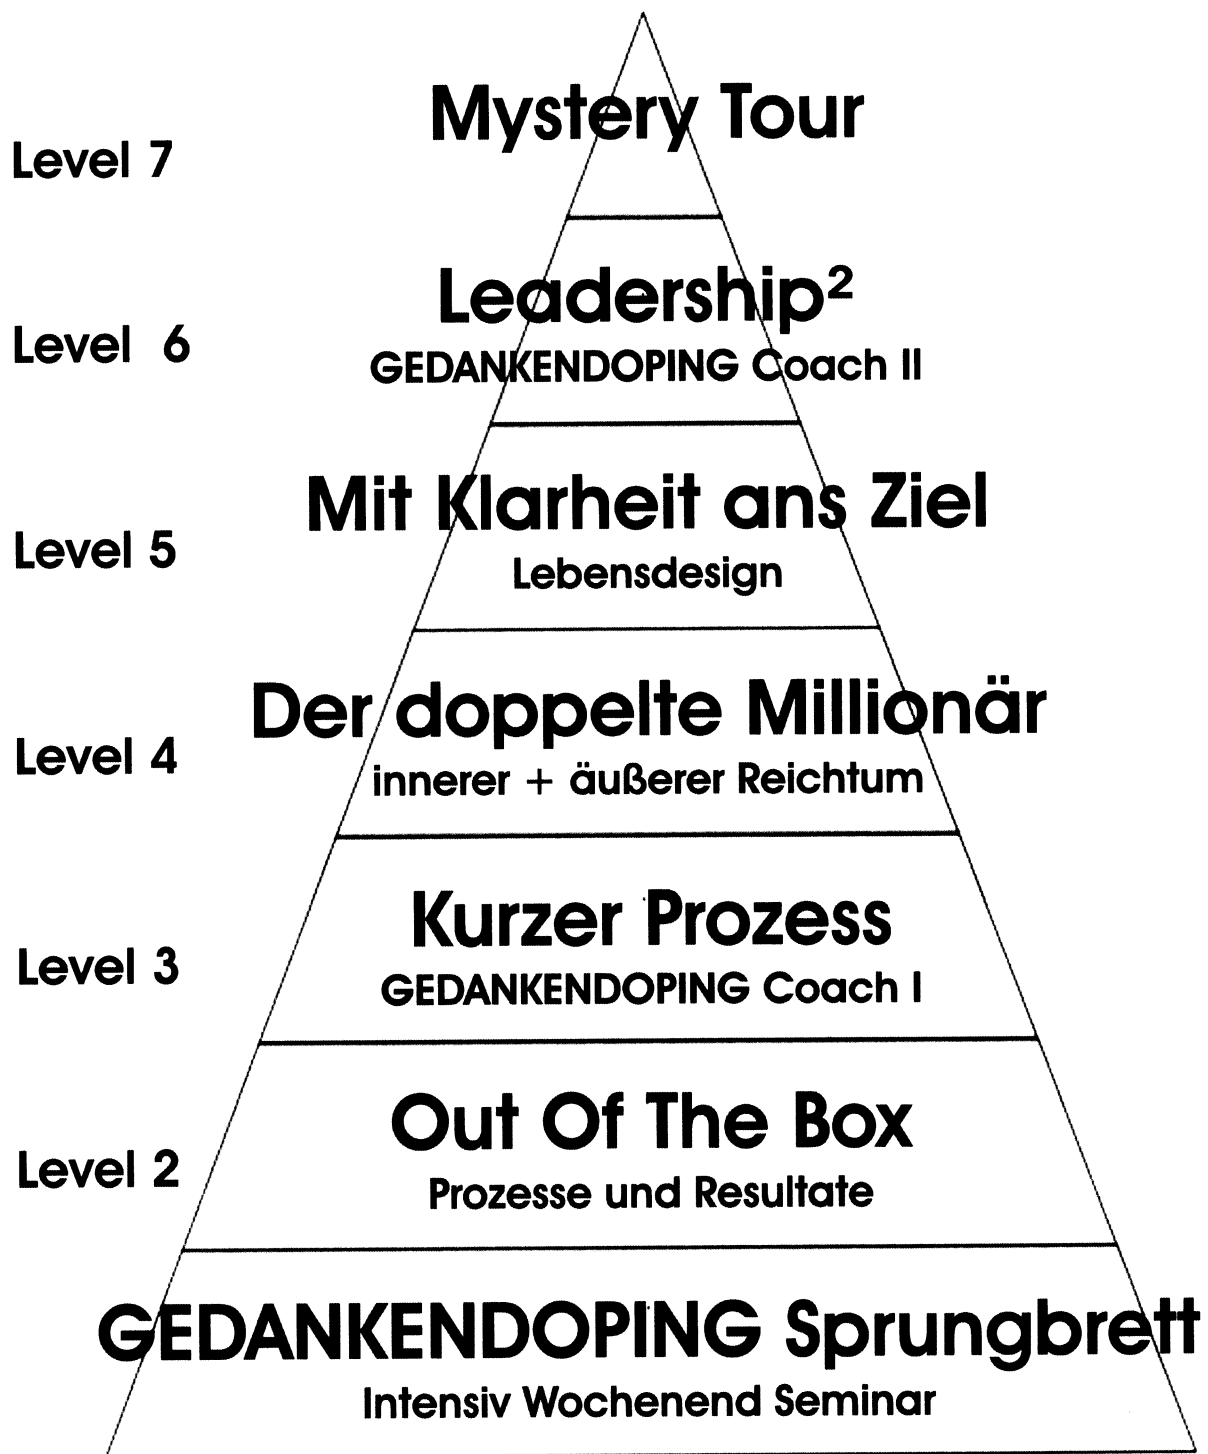 Mystery Tour
Level 7
Leadership²
Level 6
GEDANKENDOPING Coach II
Mit Klarheit ans Ziel
Level 5
Lebensdesign
Der doppelte Millionär
Level 4
innerer + äußerer Reichtum
Kurzer Prozess
Level 3
GEDANKENDOPING Coach I
Out Of The Box
Level 2
Prozesse und Resultate
GEDANKENDOPING Sprungbrett
Intensiv Wochenend Seminar